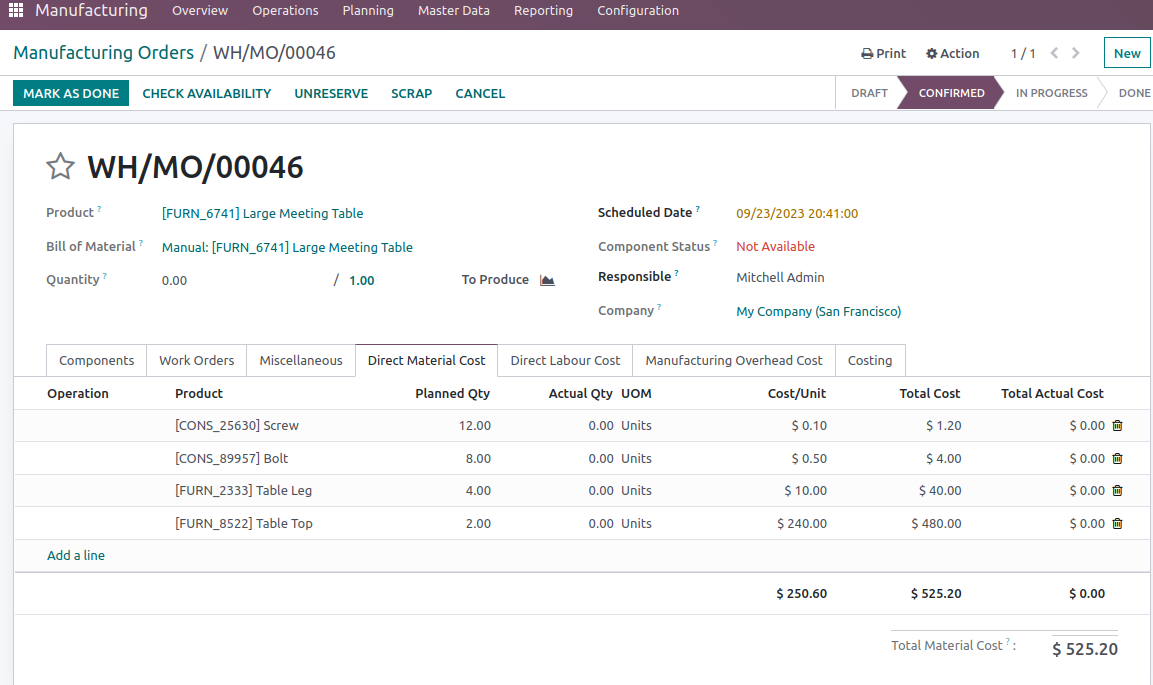 Manufacturing Overview Operations Planning Master Data Reporting Configuration
Manufacturing Orders / WH/MO/00046 Print Action 1 / 1 New
MARK AS DONE CHECK AVAILABILITY UNRESERVE SCRAP CANCEL DRAFT CONFIRMED IN PROGRESS DONE
WH/MO/00046
Product ? [FURN_6741] Large Meeting Table Scheduled Date ? 09/23/2023 20:41:00
Bill of Material ? Manual: [FURN_6741] Large Meeting Table Component Status ? Not Available
Quantity ? 0.00 / 1.00 To Produce Responsible ? Mitchell Admin
Company ? My Company (San Francisco)
Components Work Orders Miscellaneous Direct Material Cost Direct Labour Cost Manufacturing Overhead Cost Costing
Operation Product Planned Qty Actual Qty UOM Cost/Unit Total Cost Total Actual Cost
[CONS_25630] Screw 12.00 0.00 Units $ 0.10 $ 1.20 $ 0.00
[CONS_89957] Bolt 8.00 0.00 Units $ 0.50 $ 4.00 $ 0.00
[FURN_2333] Table Leg 4.00 0.00 Units $ 10.00 $ 40.00 $ 0.00
[FURN_8522] Table Top 2.00 0.00 Units $ 240.00 $ 480.00 $ 0.00
Add a line
$ 250.60 $ 525.20 $ 0.00
Total Material Cost ? : $ 525.20